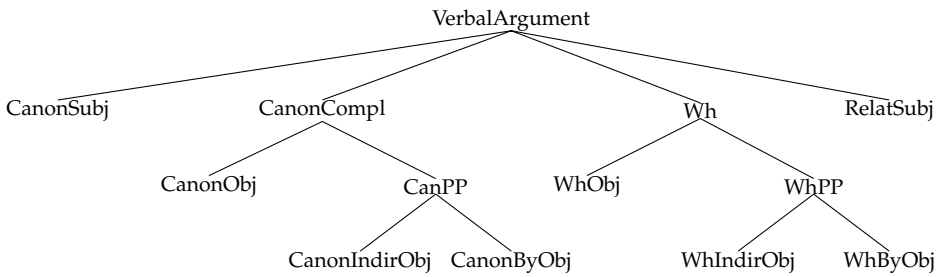 VerbalArgument
CanonSubj CanonCompl Wh RelatSubj
CanonObj CanPP WhObj WhPP
CanonIndirObj CanonByObj WhIndirObj WhByObj